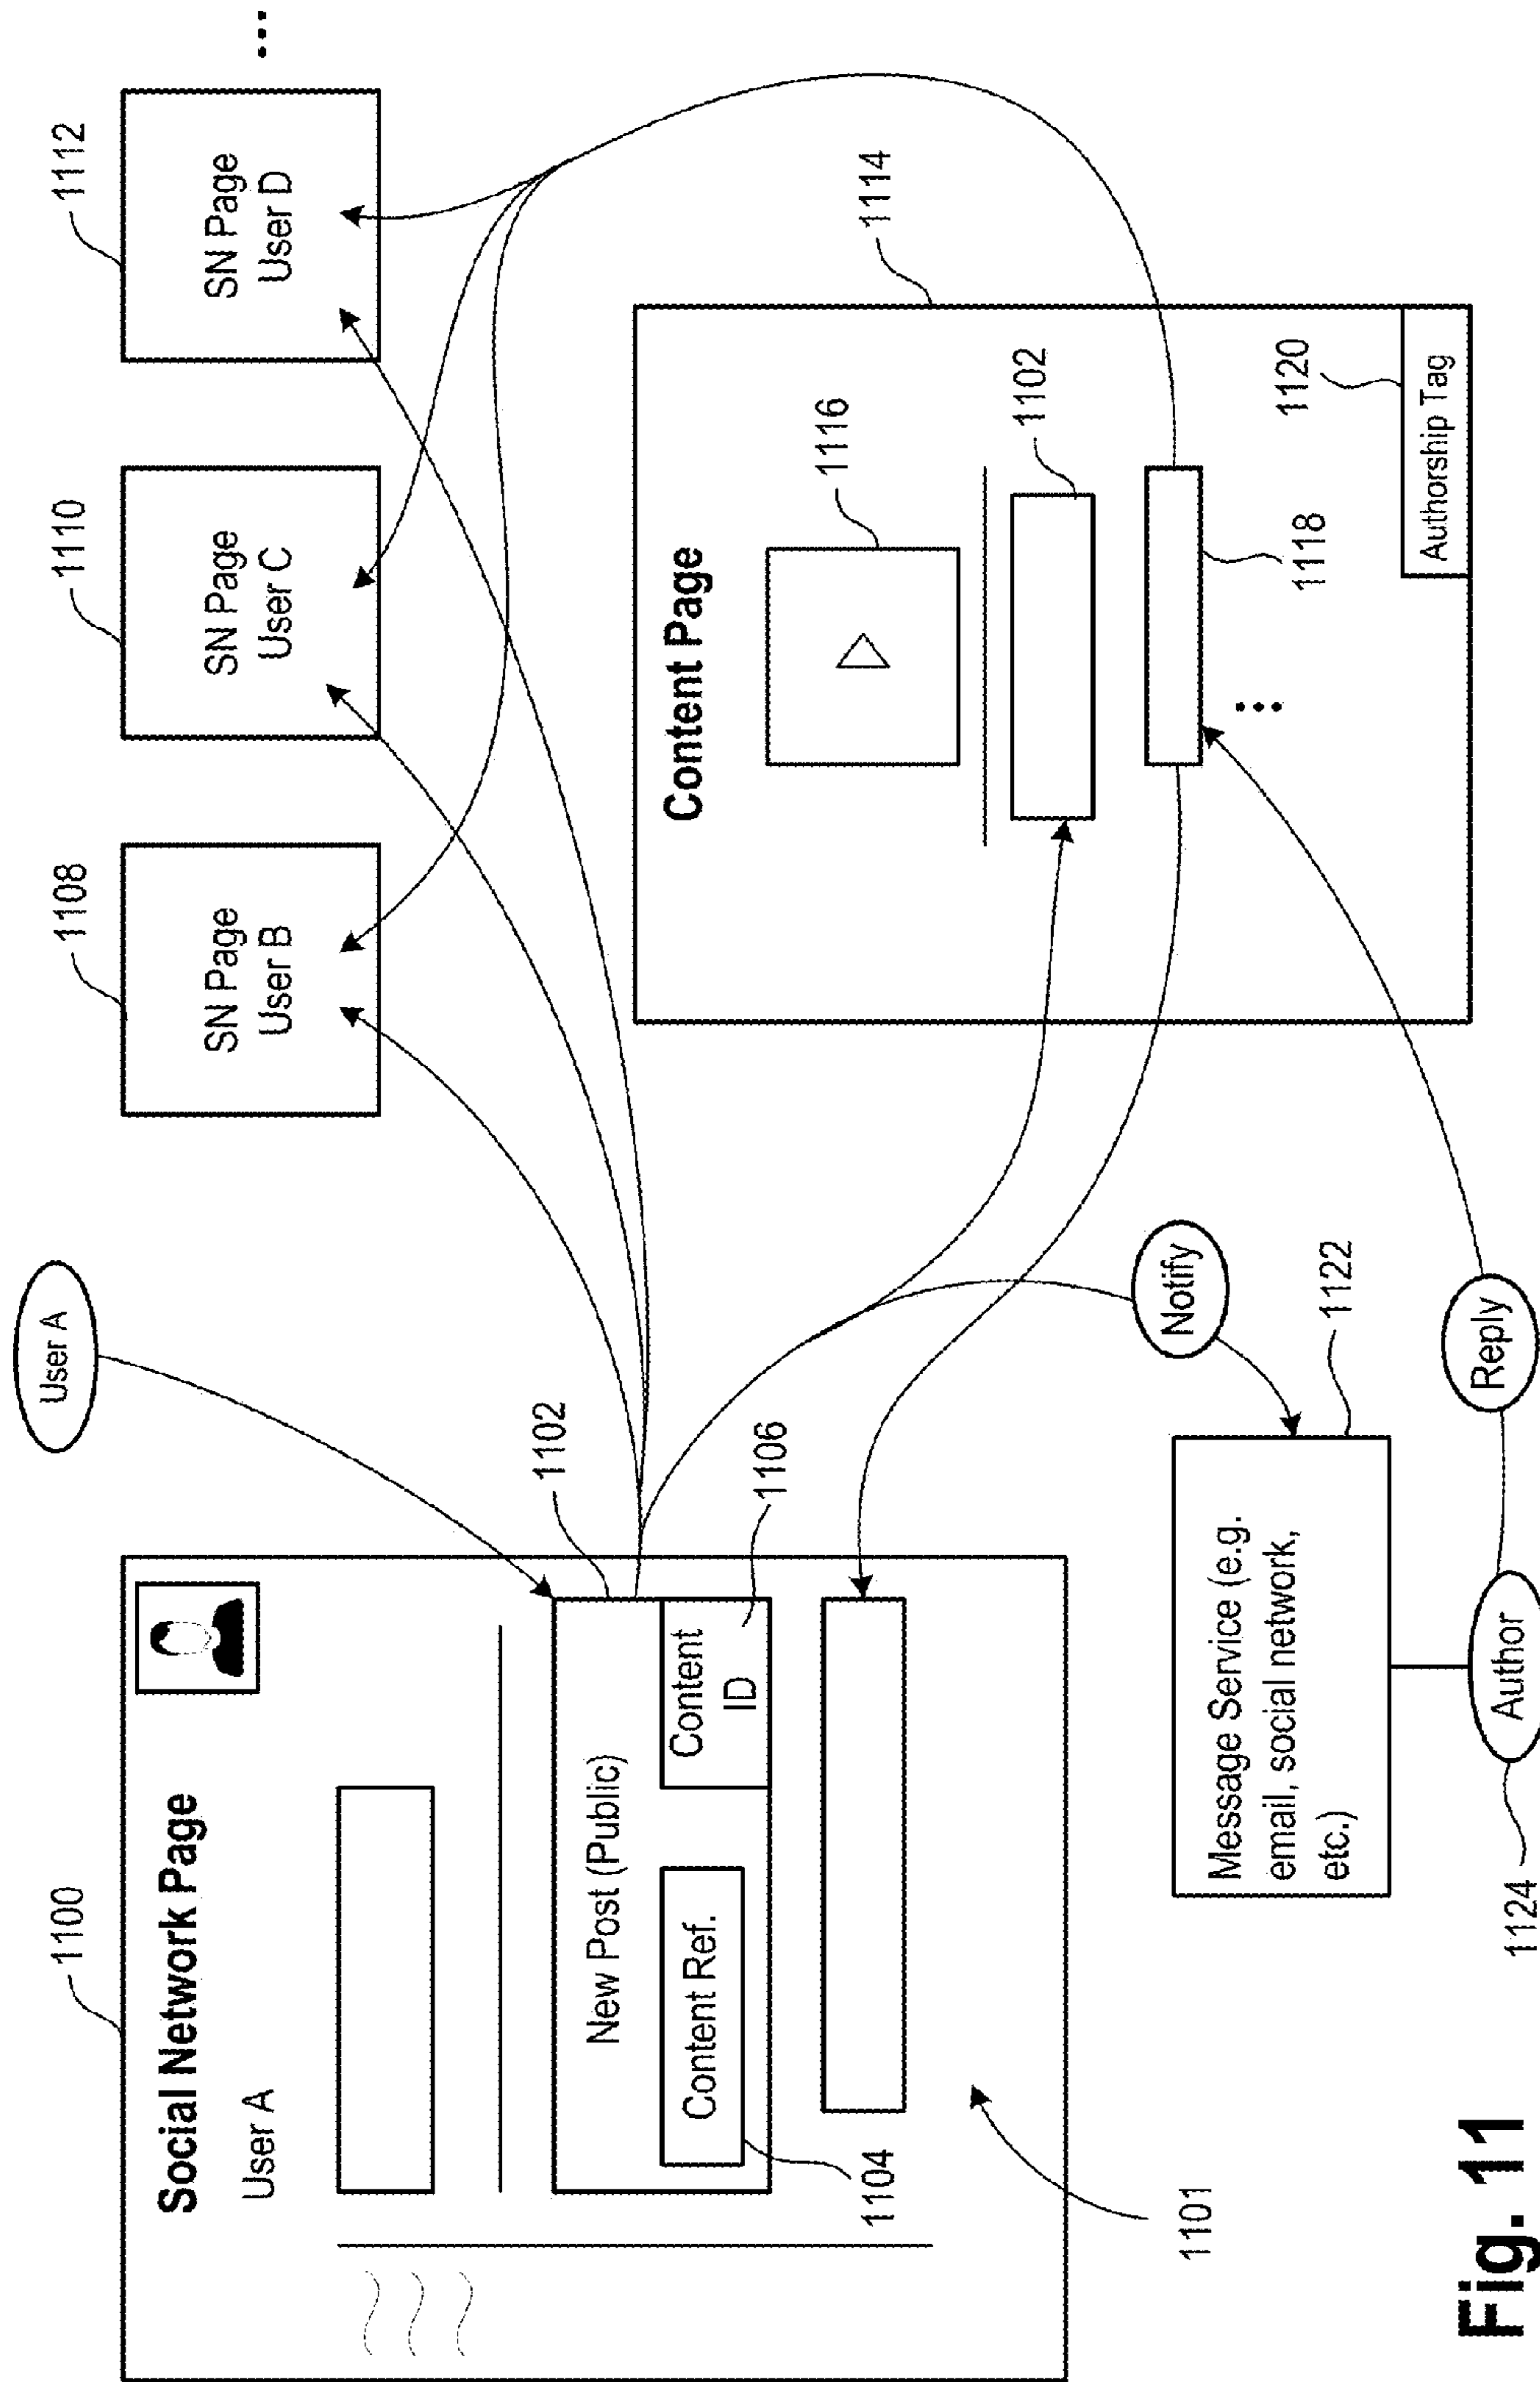 User A
1100
Social Network Page
User A
1102
New Post (Public)
Content Ref.
Content
ID
1104
1106
1101
1108
SN Page
User B
1110
SN Page
User C
1112
SN Page
User D
...
1114
Content Page
1116
1102
1118
...
1120
Authorship Tag
Notify
1122
Message Service (e.g.
email, social network,
etc.)
Author
1124
Reply
Fig. 11